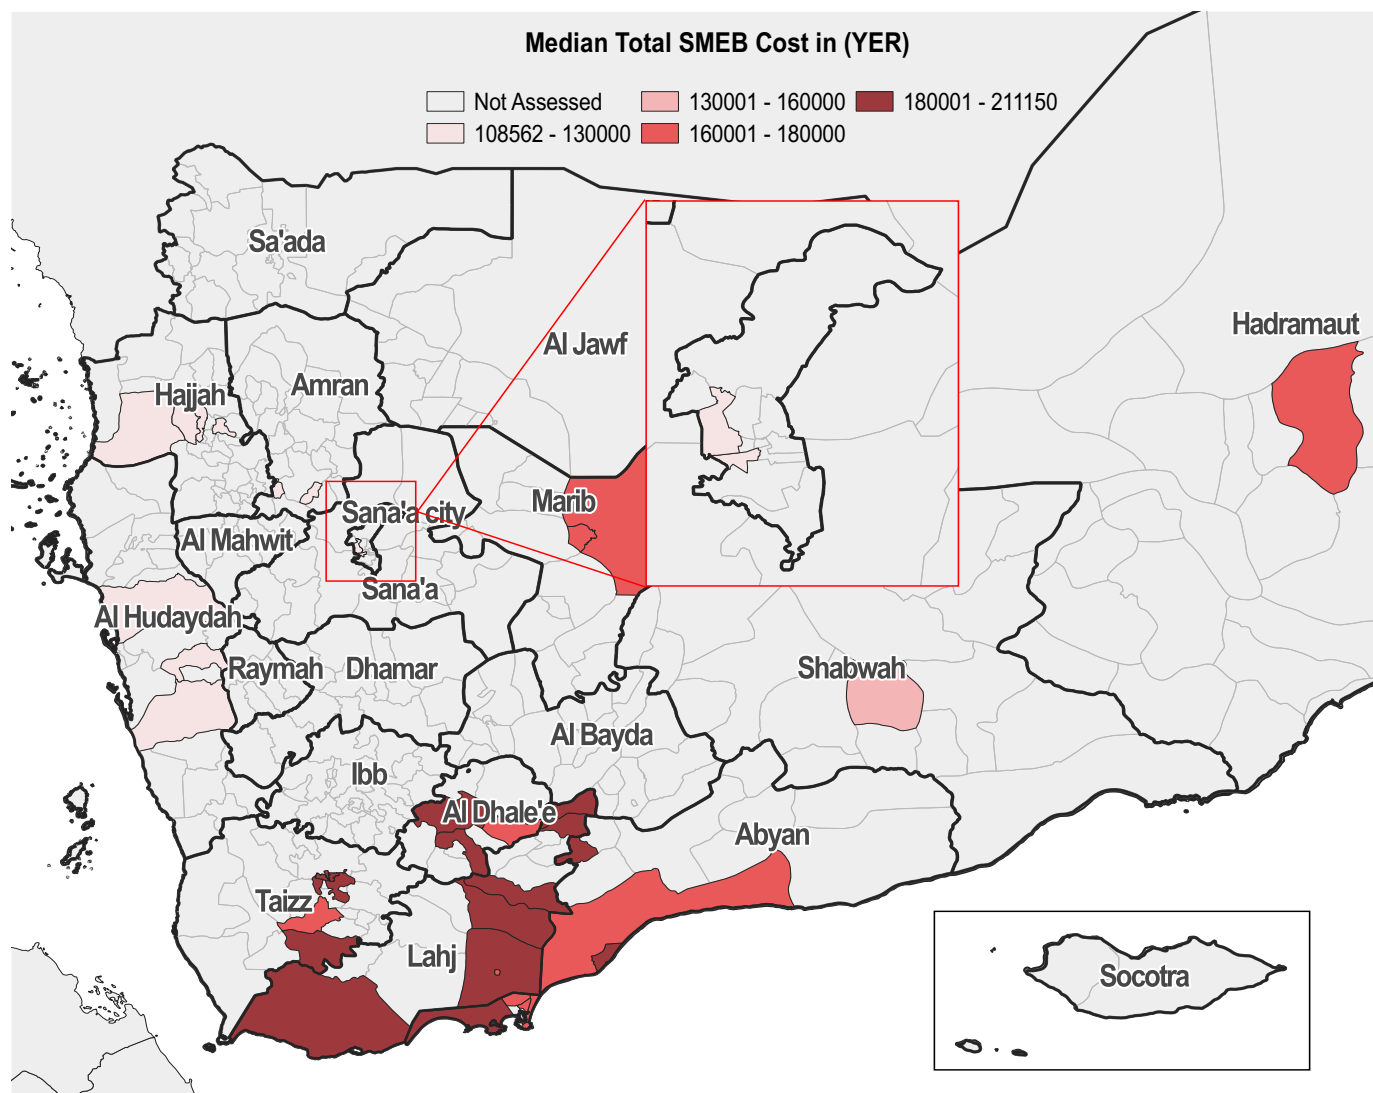 Median Total SMEB Cost in (YER)
Not Assessed
130001 - 160000
180001 - 211150
108562 - 130000
160001 - 180000
Sa'ada
Hadramaut
Al Jawf
Hajjah
Amran
Marib
Sana'a city
Al Mahwit
Sana'a
Al Hudaydah
Raymah
Dhamar
Shabwah
Al Bayda
Ibb
Al Dhale'e
Abyan
Taizz
Lahj
Socotra